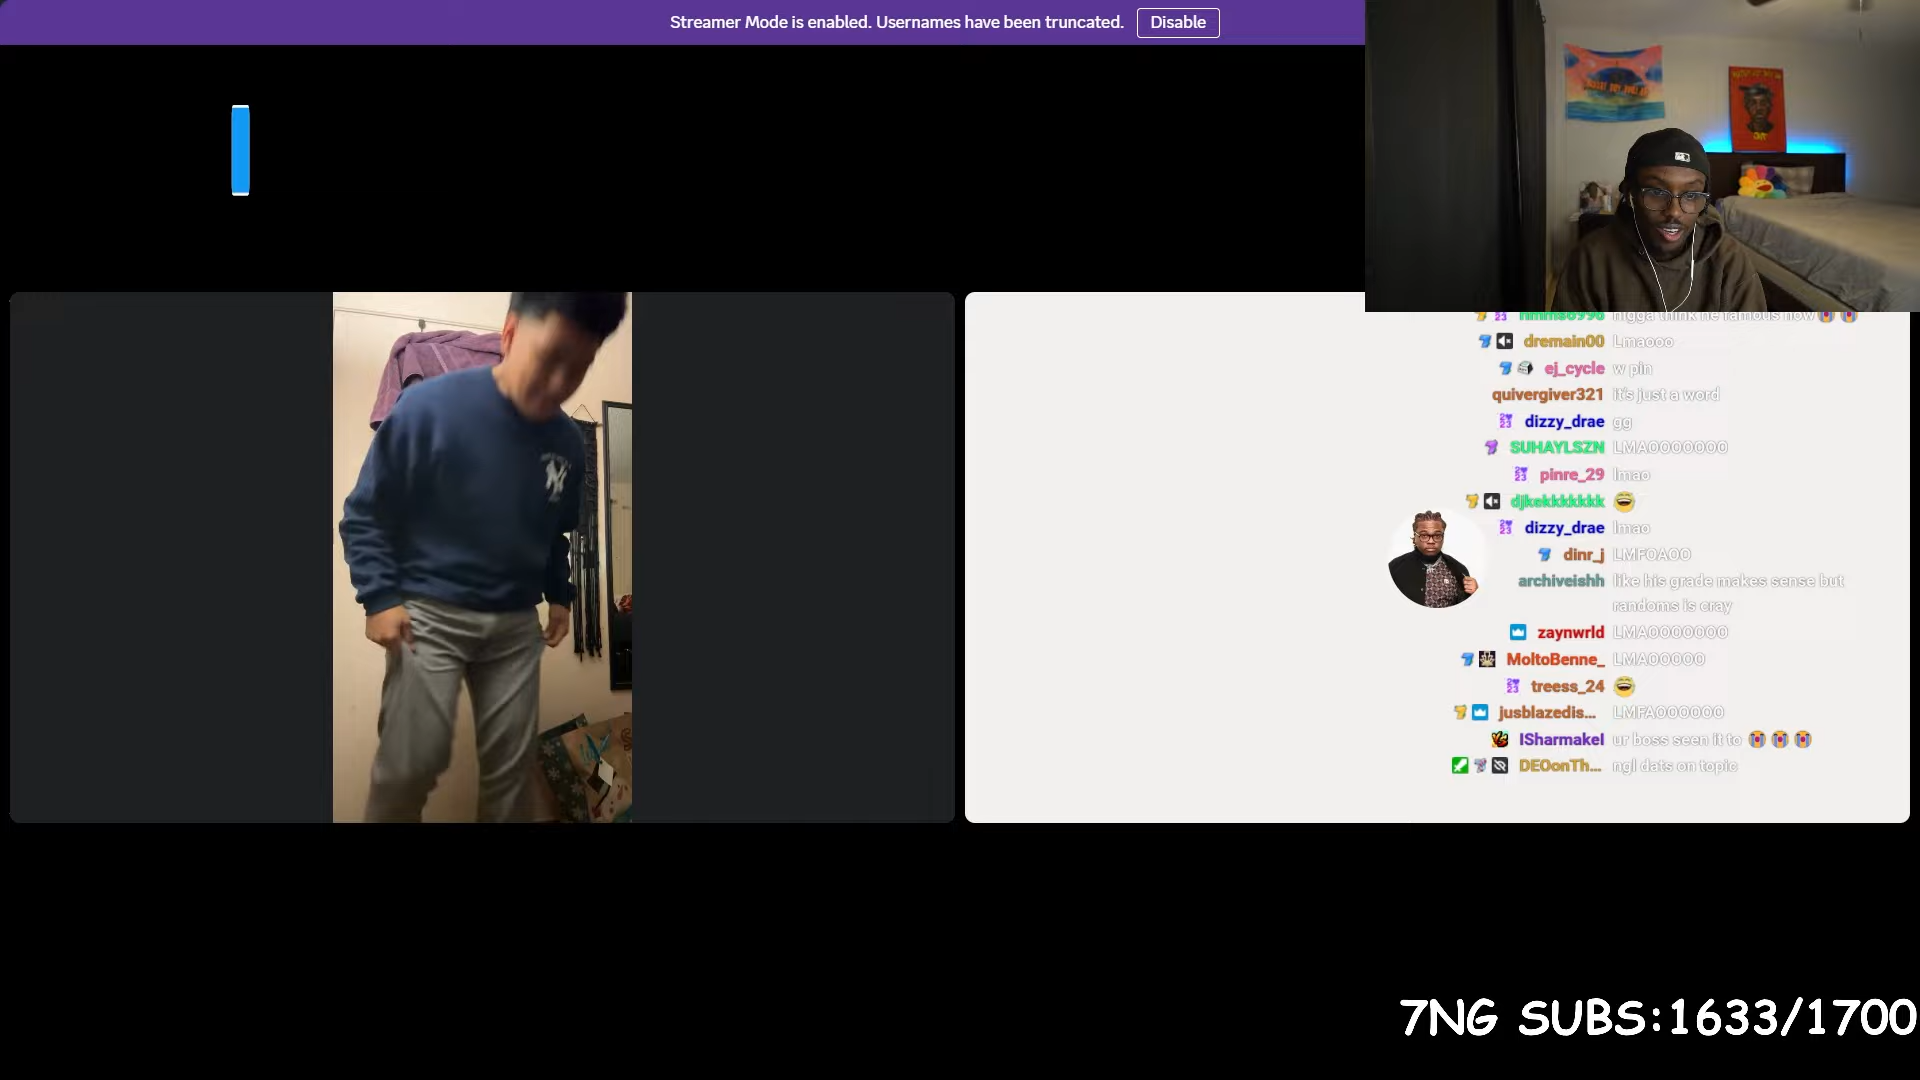 Streamer Mode is enabled. Usernames have been truncated. Disable
dremain00 Lmaooo
ej_cycle w pin
quivergiver321 it's just a word
dizzy_drae gg
SUHAYLSZN LMAOOOOOOO
pinre_29 lmao
djkekkkkkkk
dizzy_drae lmao
dinr_j LMFOAOO
archiveishh like his grade makes sense but
randoms is cray
zaynwrld LMAOOOOOOO
MoltoBenne_ LMAOOOOO
treess_24
jusblazedis... LMFAOOOOOO
ISharmakel ur boss seen it to
DEOonTh... ngl dats on topic
7NG SUBS:1633/1700